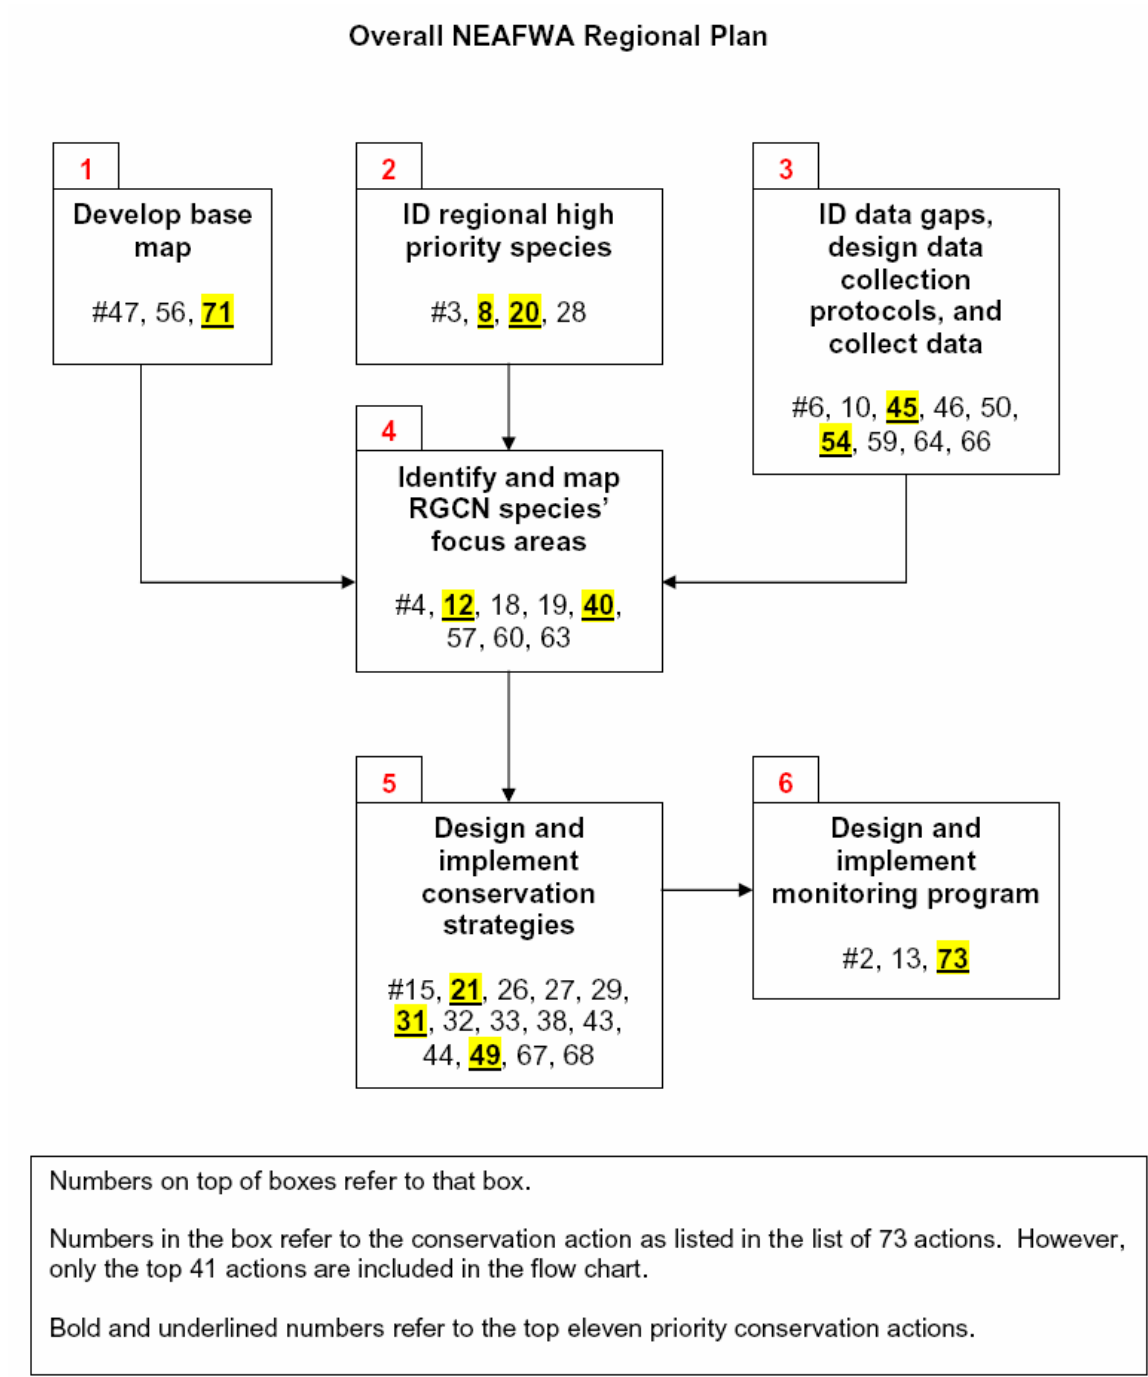 Overall NEAFWA Regional Plan
1
Develop base
map
#47, 56, 71
2
ID regional high
priority species
#3, 8, 20, 28
3
ID data gaps,
design data
collection
protocols, and
collect data
#6, 10, 45, 46, 50,
54, 59, 64, 66
4
Identify and map
RGCN species’
focus areas
#4, 12, 18, 19, 40,
57, 60, 63
5
Design and
implement
conservation
strategies
#15, 21, 26, 27, 29,
31, 32, 33, 38, 43,
44, 49, 67, 68
6
Design and
implement
monitoring program
#2, 13, 73
Numbers on top of boxes refer to that box.
Numbers in the box refer to the conservation action as listed in the list of 73 actions.  However,
only the top 41 actions are included in the flow chart.
Bold and underlined numbers refer to the top eleven priority conservation actions.